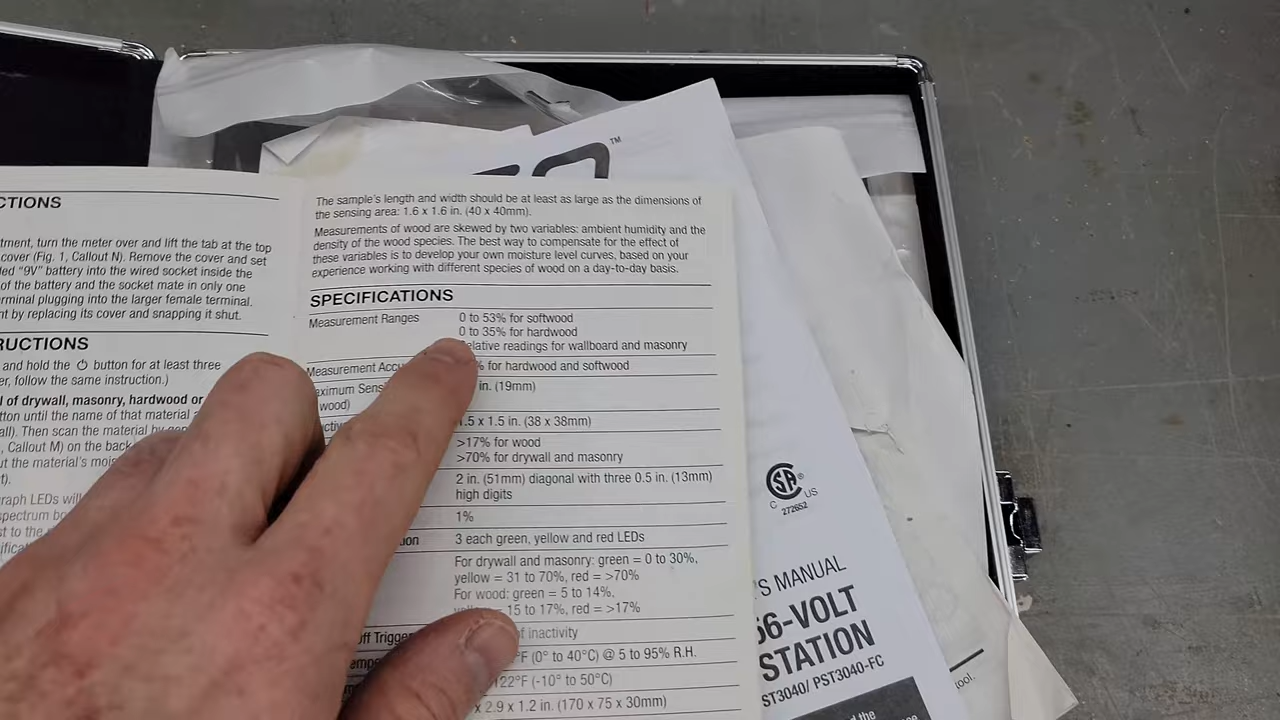 CTIONS
tment, turn the meter over and lift the tab at the top
cover (Fig. 1, Callout N). Remove the cover and set
ed "9V" battery into the wired socket inside the
of the battery and the socket mate in only one
rminal plugging into the larger female terminal.
nt by replacing its cover and snapping it shut.
RUCTIONS
and hold the ⏻ button for at least three
er, follow the same instruction.)
l of drywall, masonry, hardwood or
tton until the name of that material
all). Then scan the material by
, Callout M) on the back
ut the material's
t).
raph LEDs will
spectrum
st to the
The sample's length and width should be at least as large as the dimensions of
the sensing area: 1.6 x 1.6 in. (40 x 40mm).
Measurements of wood are skewed by two variables: ambient humidity and the
density of the wood species. The best way to compensate for the effect of
these variables is to develop your own moisture level curves, based on your
experience working with different species of wood on a day-to-day basis.
SPECIFICATIONS
Measurement Ranges 0 to 53% for softwood
0 to 35% for hardwood
elative readings for wallboard and masonry
Measurement Accu % for hardwood and softwood
aximum Sensi in. (19mm)
wood)
1.5 x 1.5 in. (38 x 38mm)
>17% for wood
>70% for drywall and masonry
2 in. (51mm) diagonal with three 0.5 in. (13mm)
high digits
1%
ion 3 each green, yellow and red LEDs
For drywall and masonry: green = 0 to 30%,
yellow = 31 to 70%, red = >70%
For wood: green = 5 to 14%,
15 to 17%, red = >17%
Off Trigger of inactivity
°F (0° to 40°C) @ 5 to 95% R.H.
122°F (-10° to 50°C)
x 2.9 x 1.2 in. (170 x 75 x 30mm)
TM
CSA®
C US
272652
'S MANUAL
56-VOLT
STATION
ST3040/ PST3040-FC
d the
tool.